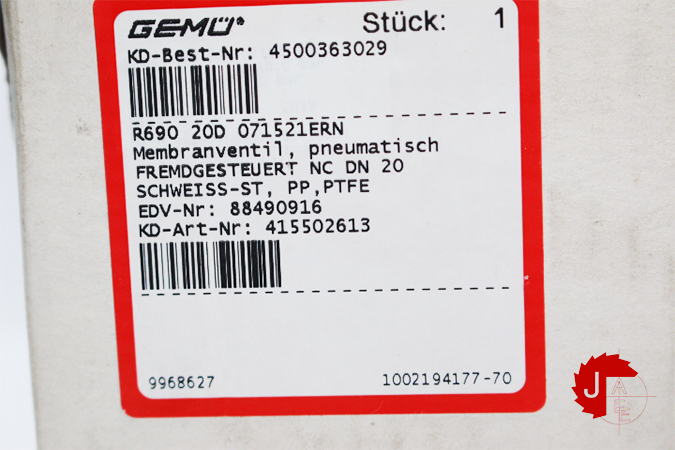 GEMÜ® Stück: 1
KD-Best-Nr: 4500363029
R690 20D 071521ERN
Membranventil, pneumatisch
FREMDGESTEUERT NC DN 20
SCHWEISS-ST, PP,PTFE
EDV-Nr: 88490916
KD-Art-Nr: 415502613
9968627 1002194177-70
J